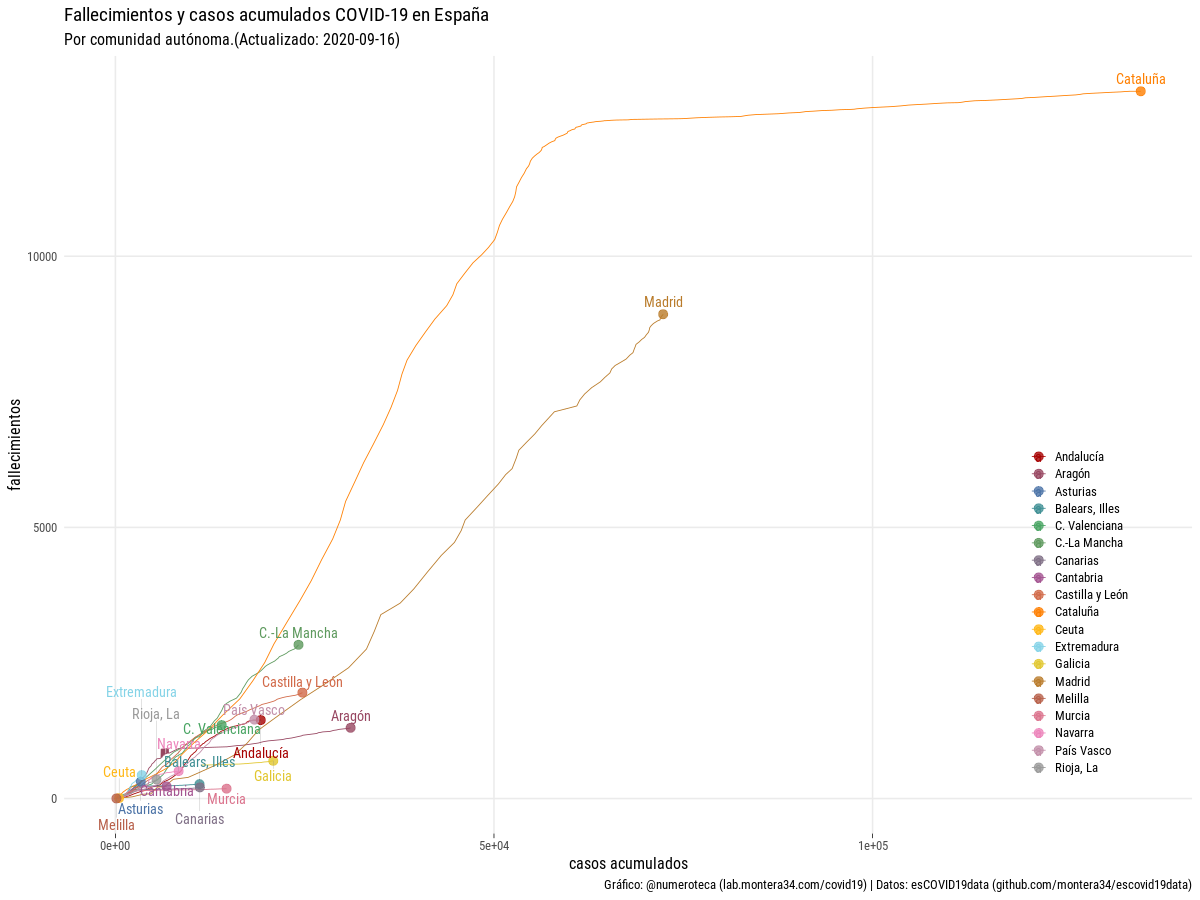 Fallecimientos y casos acumulados COVID-19 en España
Por comunidad autónoma.(Actualizado: 2020-09-16)
Cataluña
Madrid
10000
fallecimientos
5000
C.-La Mancha
Castilla y León
Extremadura
Rioja, La
País Vasco
Aragón
C. Valenciana
Navarra
Andalucía
Balears, Illes
Ceuta
Galicia
Cantabria
Murcia
0
Asturias
Canarias
Melilla
Andalucía
Aragón
Asturias
Balears, Illes
C. Valenciana
C.-La Mancha
Canarias
Cantabria
Castilla y León
Cataluña
Ceuta
Extremadura
Galicia
Madrid
Melilla
Murcia
Navarra
País Vasco
Rioja, La
0e+00
5e+04
1e+05
casos acumulados
Gráfico: @numeroteca (lab.montera34.com/covid19) | Datos: esCOVID19data (github.com/montera34/escovid19data)